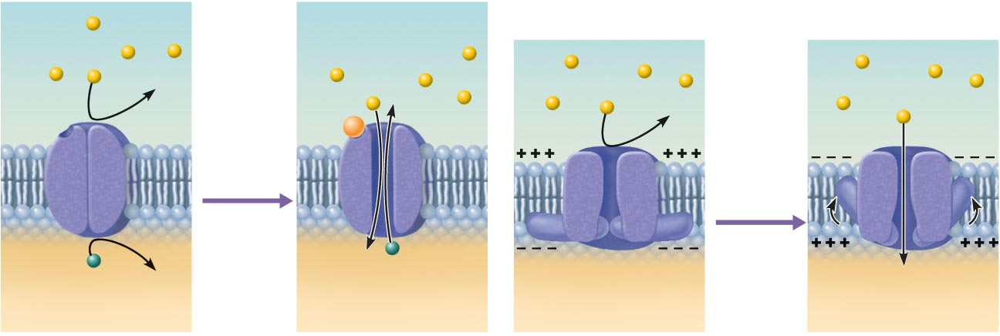 + + +
+ + +
– – –
– – –
– – –
– – –
+ + +
+ + +